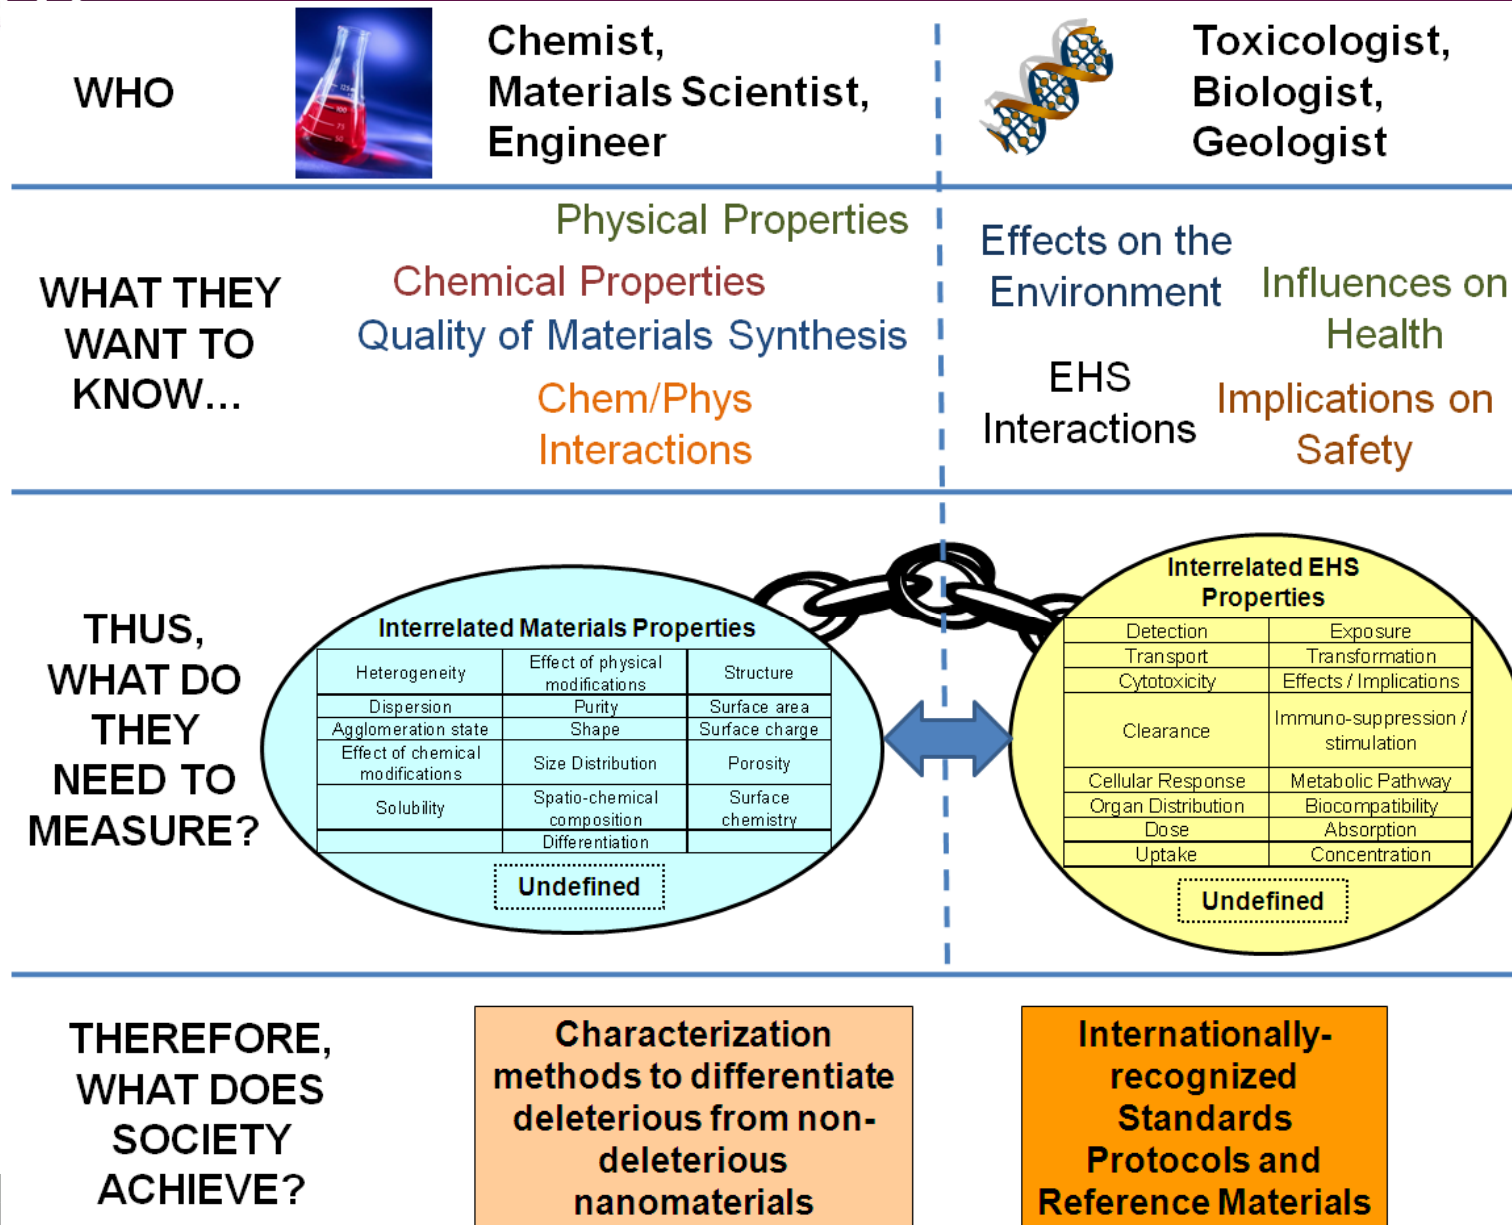 WHO
Chemist,
Materials Scientist,
Engineer
Toxicologist,
Biologist,
Geologist
WHAT THEY
WANT TO
KNOW...
Physical Properties
Chemical Properties
Quality of Materials Synthesis
Chem/Phys
Interactions
Effects on the
Environment
Influences on
Health
EHS
Interactions
Implications on
Safety
THUS,
WHAT DO
THEY
NEED TO
MEASURE?
Interrelated Materials Properties
Heterogeneity
Effect of physical
modifications
Structure
Dispersion
Purity
Surface area
Agglomeration state
Shape
Surface charge
Effect of chemical
modifications
Size Distribution
Porosity
Solubility
Spatio-chemical
composition
Surface
chemistry
Differentiation
Undefined
Interrelated EHS
Properties
Detection
Exposure
Transport
Transformation
Cytotoxicity
Effects / Implications
Clearance
Immuno-suppression /
stimulation
Cellular Response
Metabolic Pathway
Organ Distribution
Biocompatibility
Dose
Absorption
Uptake
Concentration
Undefined
THEREFORE,
WHAT DOES
SOCIETY
ACHIEVE?
Characterization
methods to differentiate
deleterious from non-
deleterious
nanomaterials
Internationally-
recognized
Standards
Protocols and
Reference Materials